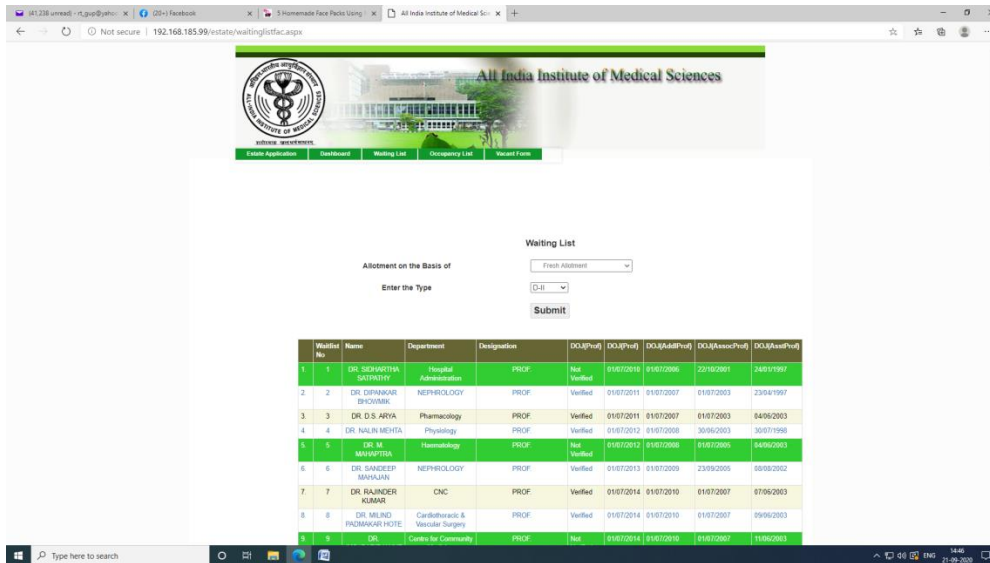 (41,336 unread) - rt_gup@yaho
(20+) Facebook
5 Homemade Face Packs Using
All India Institute of Medical Scie
Not secure | 192.168.185.99/estate/waitinglistfac.aspx
All India Institute of Medical Sciences
Estate Application Dashboard Waiting List Occupancy List Vacant Form
Waiting List
Allotment on the Basis of Fresh Allotment
Enter the Type D-II
Submit
Waitlist No Name Department Designation DOJ(Prof) DOJ(Prof) DOJ(AddlProf) DOJ(AssocProf) DOJ(AsstProf)
1. 1 DR. SIDHARTHA SATPATHY Hospital Administration PROF. Not Verified 01/07/2010 01/07/2006 22/10/2001 24/01/1997
2. 2 DR. DIPANKAR BHOWMIK NEPHROLOGY PROF. Verified 01/07/2011 01/07/2007 01/07/2003 23/04/1997
3. 3 DR. D.S. ARYA Pharmacology PROF. Verified 01/07/2011 01/07/2007 01/07/2003 04/06/2003
4. 4 DR. NALIN MEHTA Physiology PROF. Verified 01/07/2012 01/07/2008 30/06/2003 30/07/1998
5. 5 DR. M. MAHAPTRA Haematology PROF. Not Verified 01/07/2012 01/07/2008 01/07/2005 04/06/2003
6. 6 DR. SANDEEP MAHAJAN NEPHROLOGY PROF. Verified 01/07/2013 01/07/2009 23/09/2005 08/08/2002
7. 7 DR. RAJINDER KUMAR CNC PROF. Verified 01/07/2014 01/07/2010 01/07/2007 07/06/2003
8. 8 DR. MILIND PADMAKAR HOTE Cardiothoracic & Vascular Surgery PROF. Verified 01/07/2014 01/07/2010 01/07/2007 09/06/2003
9. 9 DR. Centre for Community PROF. Not 01/07/2014 01/07/2010 01/07/2007 11/06/2003
Type here to search
ENG
14:46
21-09-2020